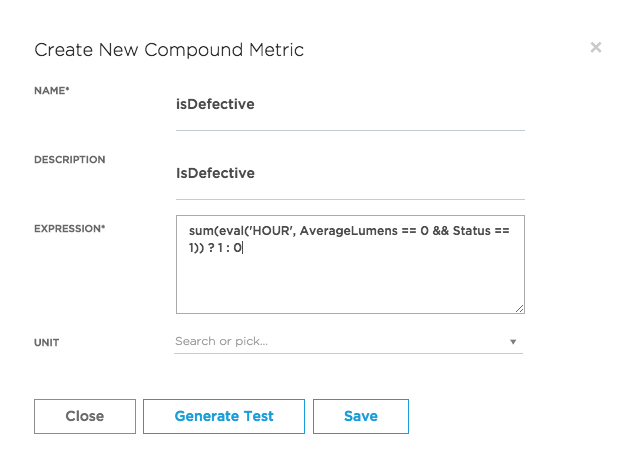 Create New Compound Metric
×
NAME*
isDefective
DESCRIPTION
IsDefective
EXPRESSION*
sum(eval('HOUR', AverageLumens == 0 && Status ==
1)) ? 1 : 0
UNIT
Search or pick...
Close
Generate Test
Save